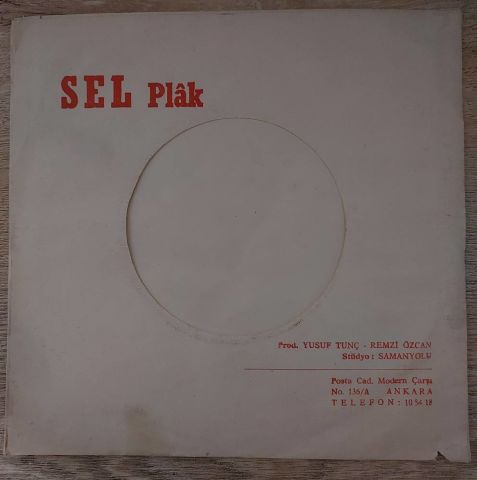 SEL Plâk
Prod. YUSUF TUNÇ - REMZİ ÖZCAN
Stüdyo : SAMANYOLU
Posta Cad. Modern Çarşı
No. 136/A ANKARA
TELEFON : 10 54 18